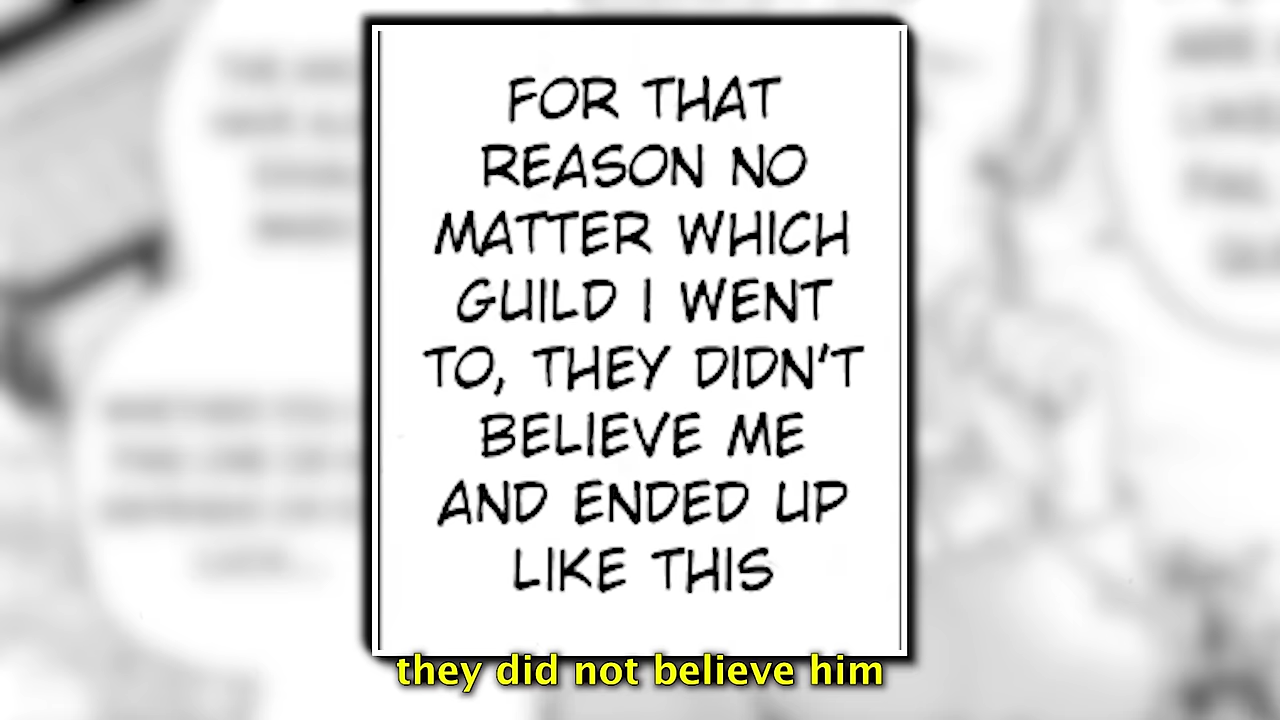 FOR THAT
REASON NO
MATTER WHICH
GUILD I WENT
TO, THEY DIDN'T
BELIEVE ME
AND ENDED UP
LIKE THIS
they did not believe him